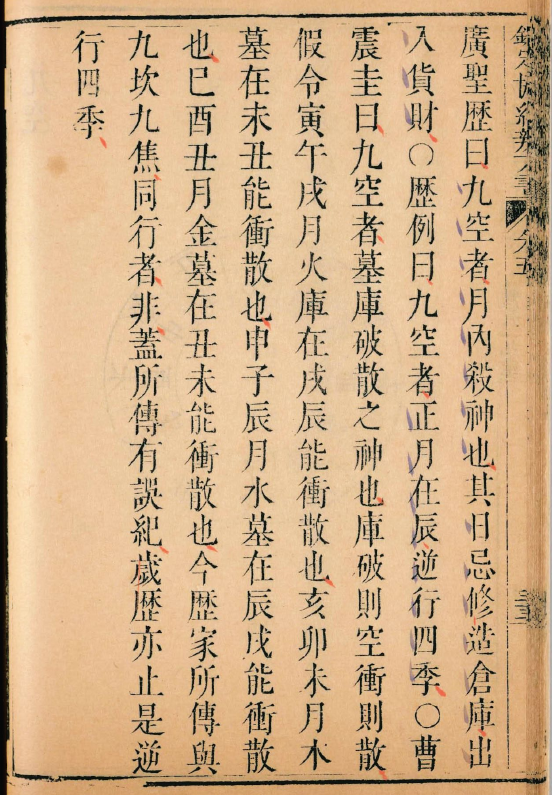 廣聖歴曰九空者月內殺神也其日忌修造倉庫出
入貨財○歷例曰九空者正月在辰逆行四季○曹
震圭曰九空者墓庫破散之神也庫破則空衝則散
假令寅午戌月火庫在戌辰能衝散也亥卯未月木
墓在未丑能衝散也申子辰月水墓在辰戌能衝散
也巳酉丑月金墓在丑未能衝散也今歴家所傳與
九坎九焦同行者非蓋所傳有誤紀歲歴亦止是逆
行四季